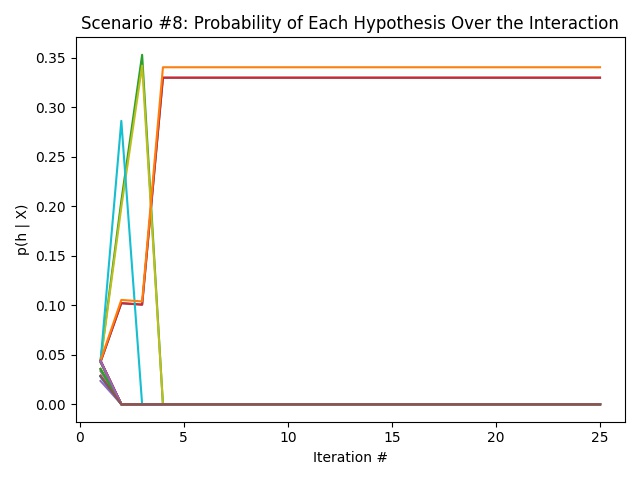 Scenario #8: Probability of Each Hypothesis Over the Interaction
0.35
0.30
0.25
0.20
0.15
0.10
0.05
0.00
p(h | X)
0 5 10 15 20 25
Iteration #